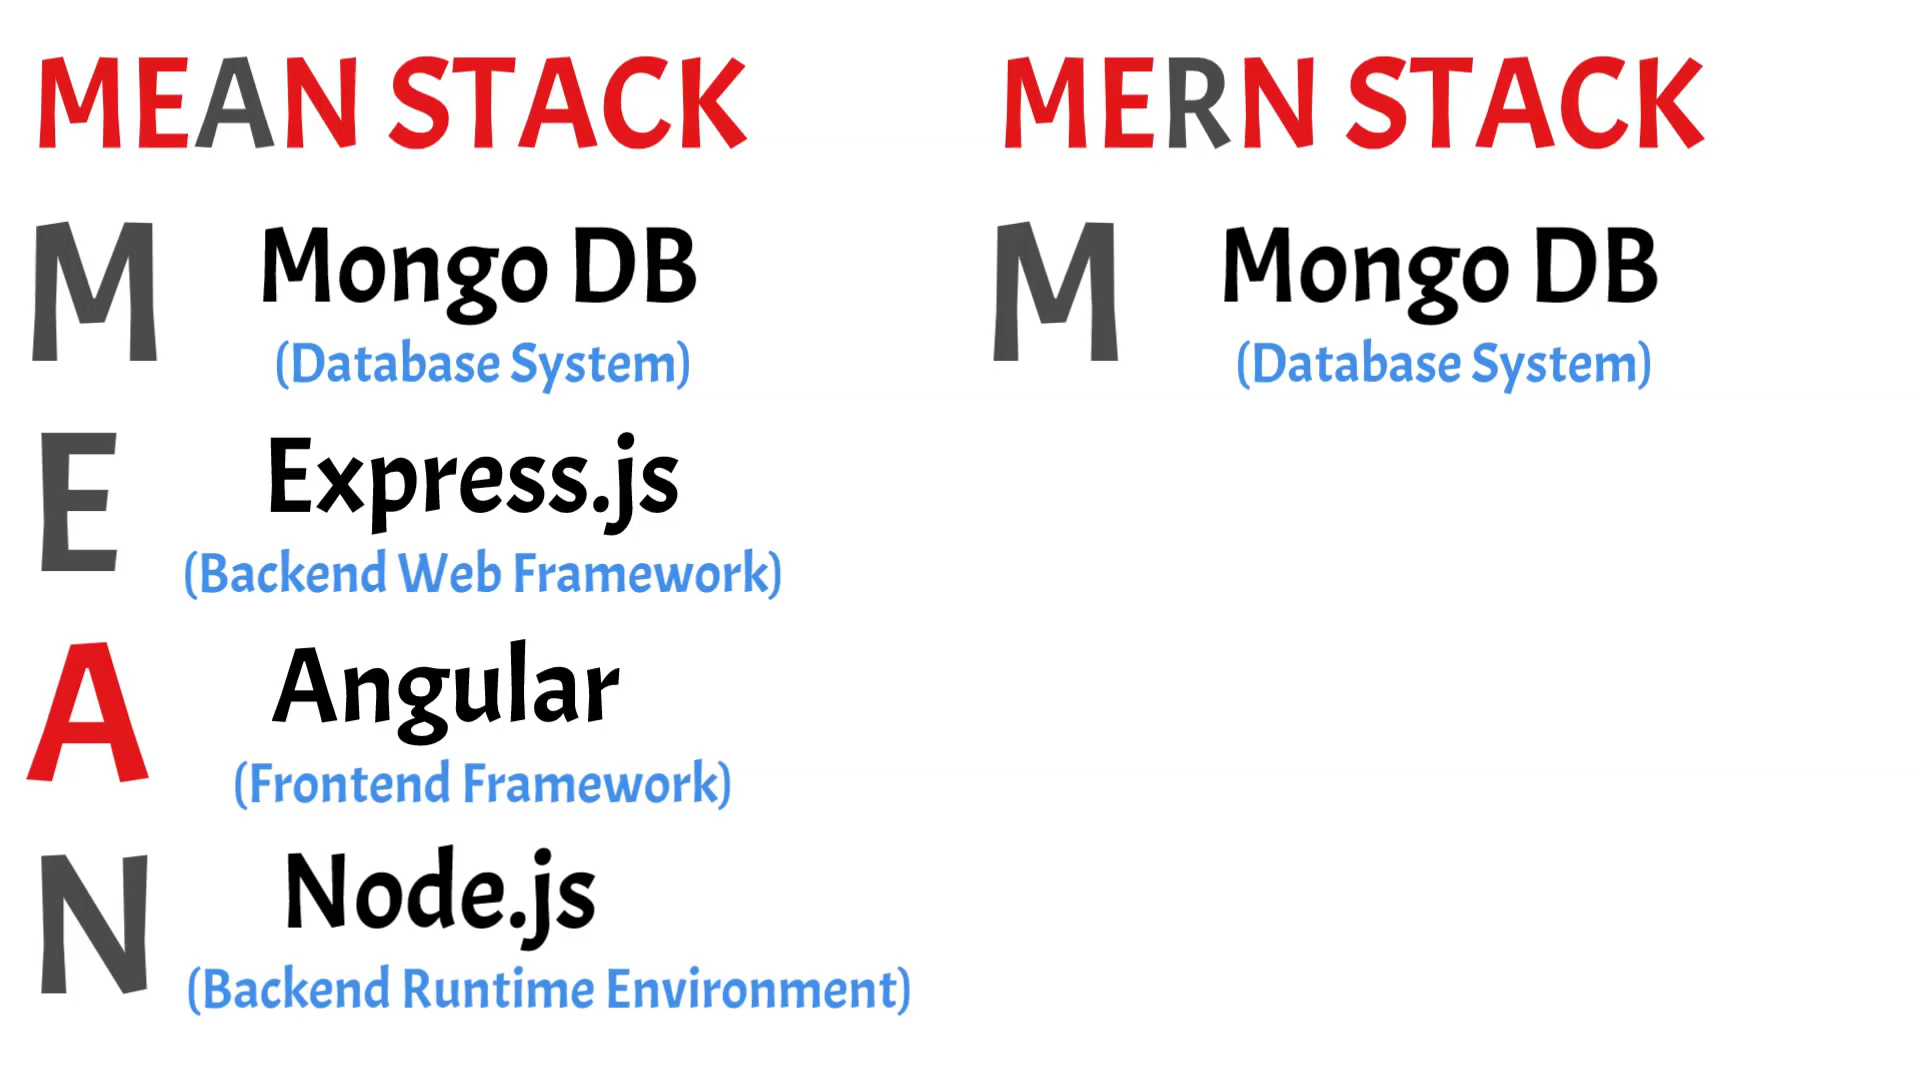 MEAN STACK
M Mongo DB
(Database System)
E Express.js
(Backend Web Framework)
A Angular
(Frontend Framework)
N Node.js
(Backend Runtime Environment)
MERN STACK
M Mongo DB
(Database System)